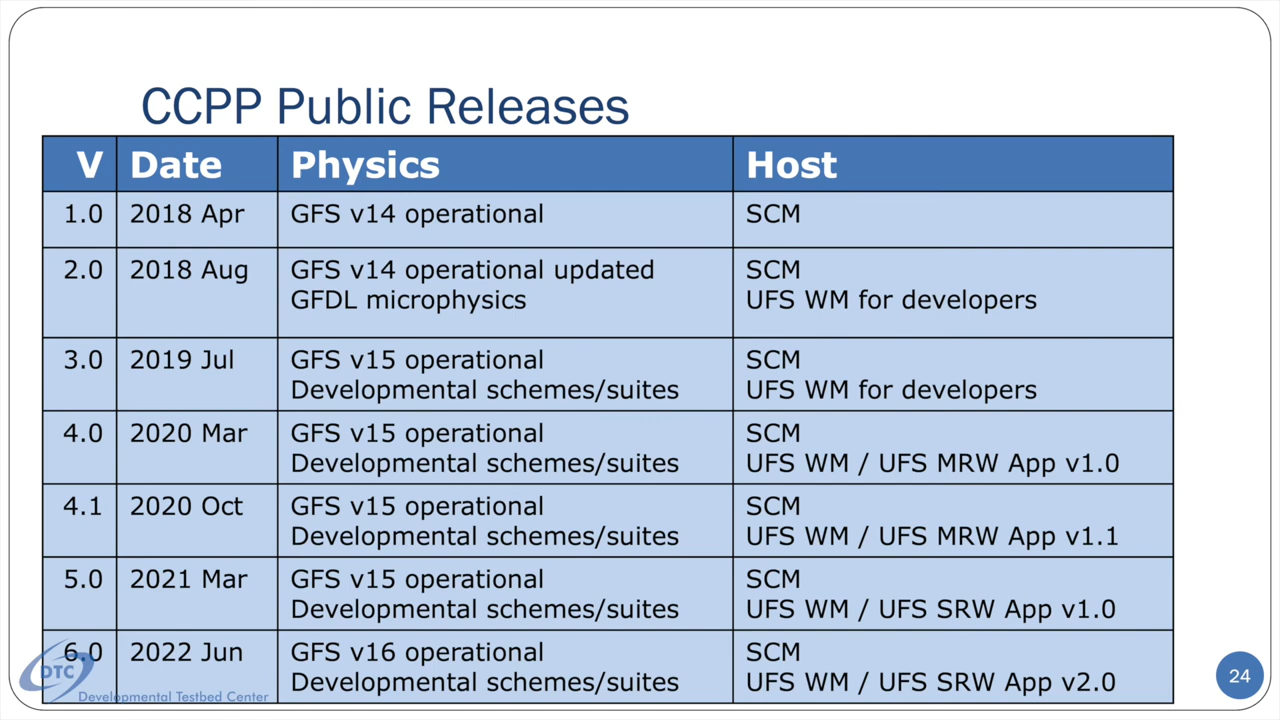 CCPP Public Releases
V Date Physics Host
1.0 2018 Apr GFS v14 operational SCM
2.0 2018 Aug GFS v14 operational updated SCM
GFDL microphysics UFS WM for developers
3.0 2019 Jul GFS v15 operational SCM
Developmental schemes/suites UFS WM for developers
4.0 2020 Mar GFS v15 operational SCM
Developmental schemes/suites UFS WM / UFS MRW App v1.0
4.1 2020 Oct GFS v15 operational SCM
Developmental schemes/suites UFS WM / UFS MRW App v1.1
5.0 2021 Mar GFS v15 operational SCM
Developmental schemes/suites UFS WM / UFS SRW App v1.0
6.0 2022 Jun GFS v16 operational SCM
Developmental schemes/suites UFS WM / UFS SRW App v2.0
DTC
Developmental Testbed Center
24